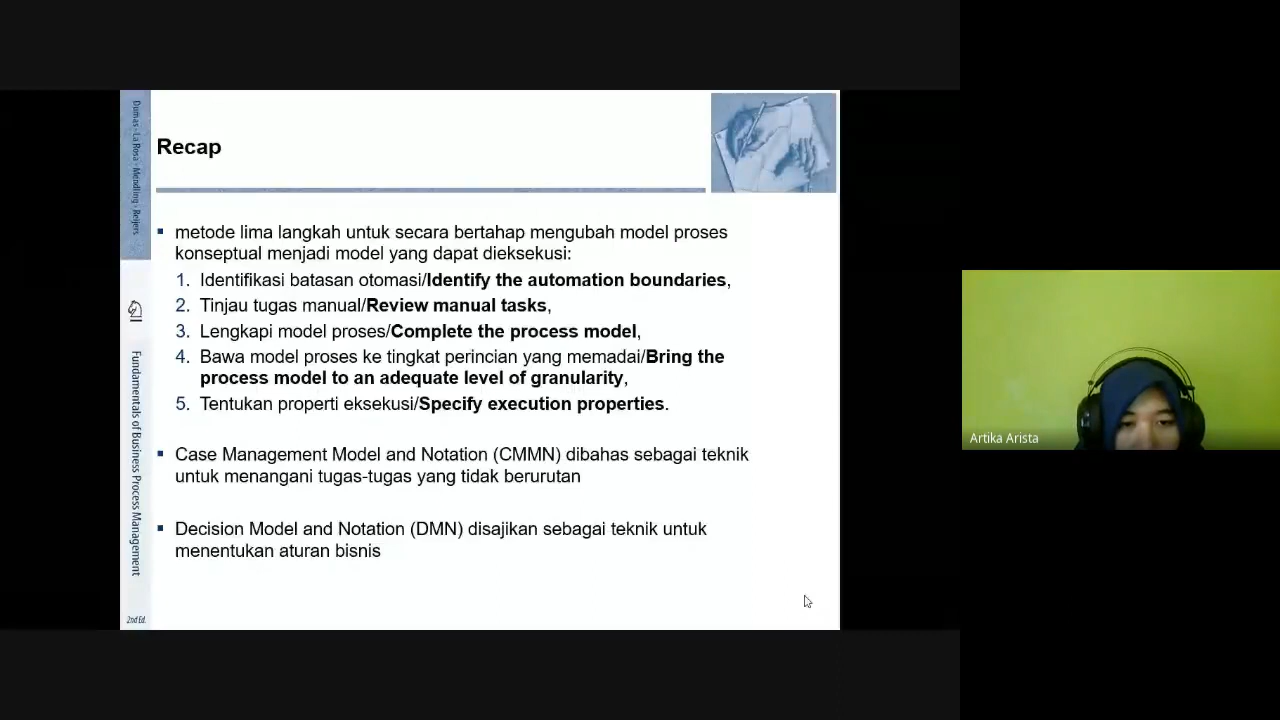 Dumas · La Rosa · Mendling · Reijers
Fundamentals of Business Process Management
2nd Ed.
Recap
metode lima langkah untuk secara bertahap mengubah model proses
konseptual menjadi model yang dapat dieksekusi:
1. Identifikasi batasan otomasi/Identify the automation boundaries,
2. Tinjau tugas manual/Review manual tasks,
3. Lengkapi model proses/Complete the process model,
4. Bawa model proses ke tingkat perincian yang memadai/Bring the
process model to an adequate level of granularity,
5. Tentukan properti eksekusi/Specify execution properties.
Case Management Model and Notation (CMMN) dibahas sebagai teknik
untuk menangani tugas-tugas yang tidak berurutan
Decision Model and Notation (DMN) disajikan sebagai teknik untuk
menentukan aturan bisnis
Artika Arista